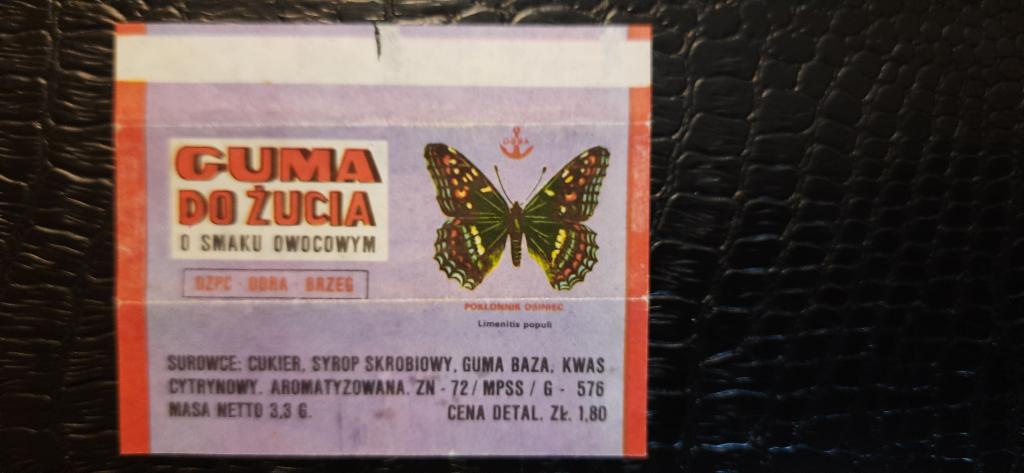 GUMA
DO ŻUCIA
O SMAKU OWOCOWYM
DZPC - ODRA - BRZEG
ODRA
POKŁONNIK OSINIEC
Limenitis populi
SUROWCE: CUKIER, SYROP SKROBIOWY, GUMA BAZA, KWAS
CYTRYNOWY, AROMATYZOWANA. ZN - 72 / MPSS / G - 576
MASA NETTO 3,3 G. CENA DETAL. ZŁ. 1,80